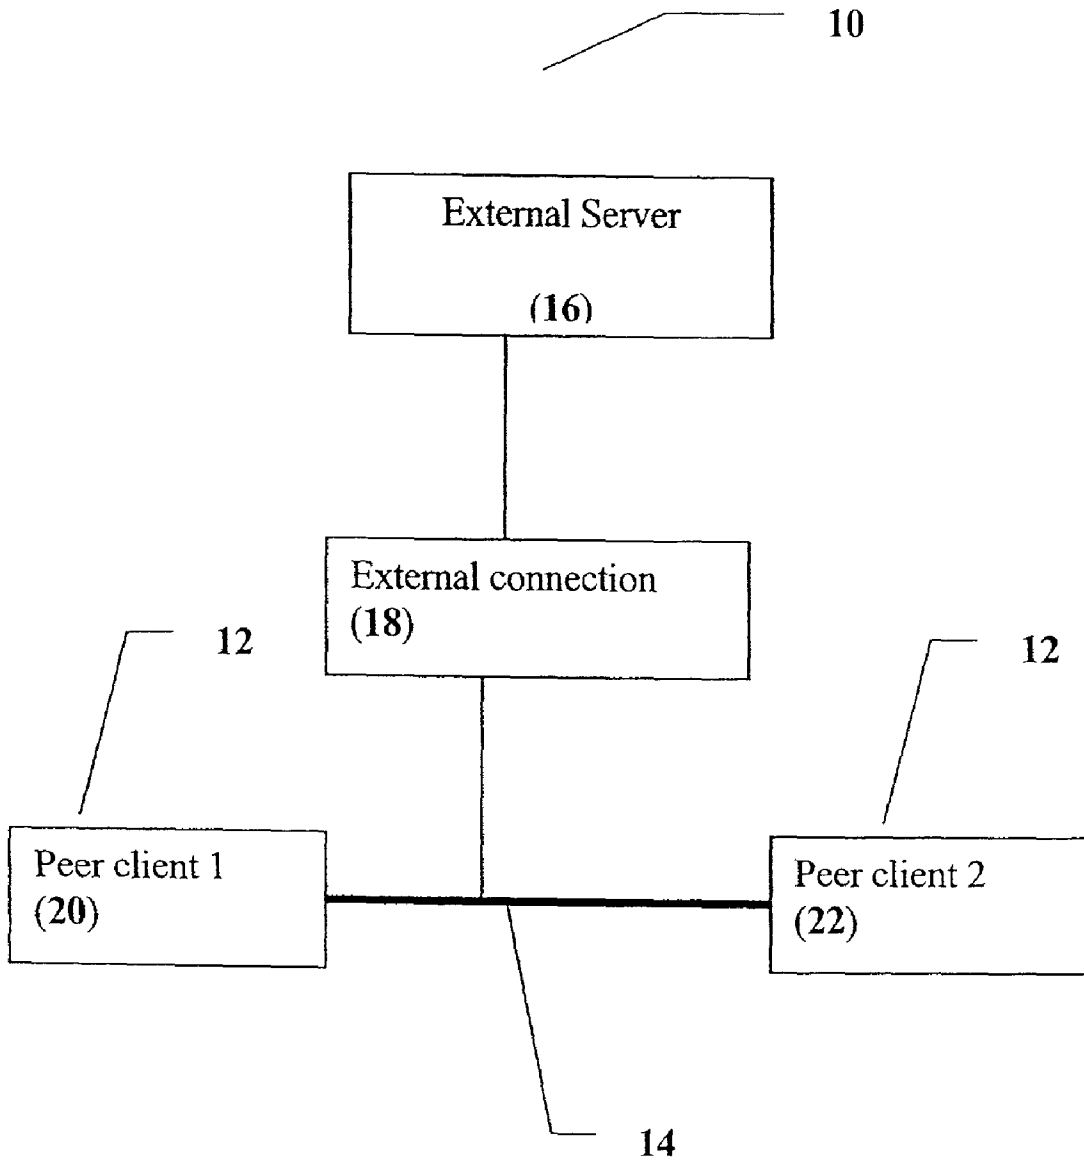 10
External Server
(16)
External connection
(18)
12
12
Peer client 1
(20)
Peer client 2
(22)
14